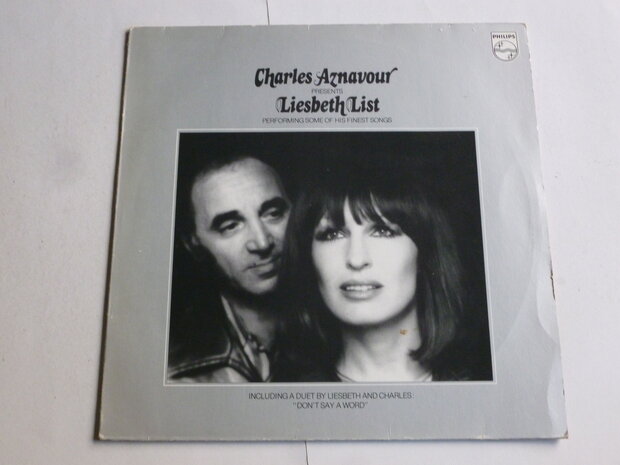 PHILIPS
Charles Aznavour
PRESENTS
Liesbeth List
PERFORMING SOME OF HIS FINEST SONGS
INCLUDING A DUET BY LIESBETH AND CHARLES:
"DON'T SAY A WORD"